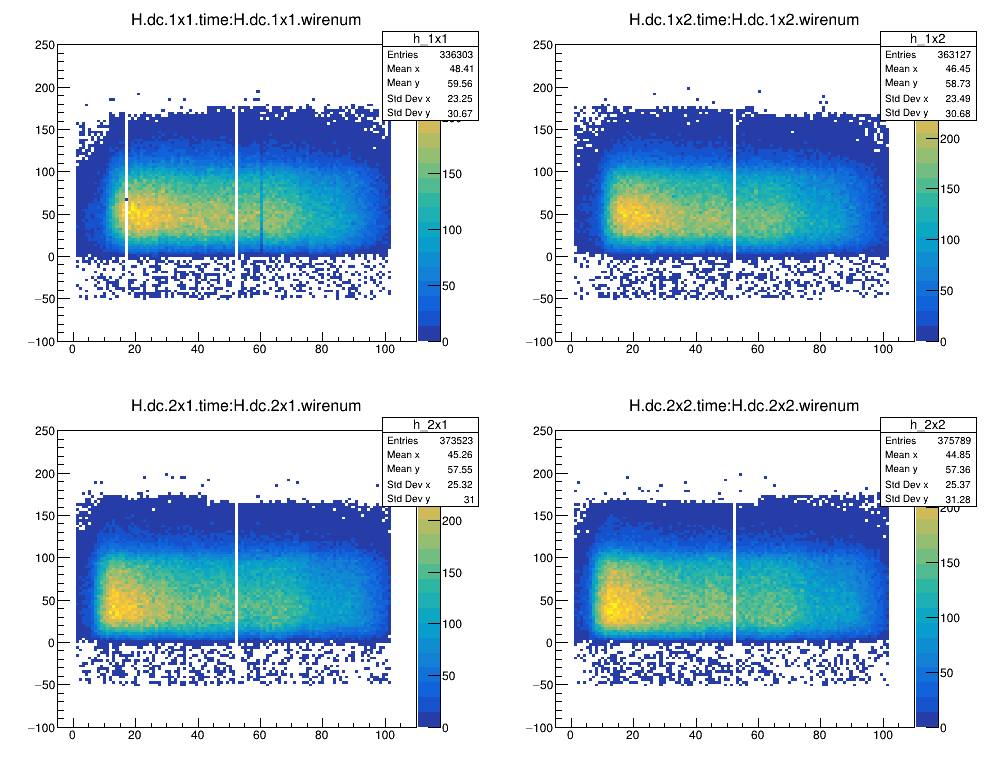 H.dc.1x1.time:H.dc.1x1.wirenum
h_1x1
Entries 336303
Mean x 48.41
Mean y 59.56
Std Dev x 23.25
Std Dev y 30.67
250
200
150
100
50
0
−50
−100
0 20 40 60 80 100
150
100
50
0
H.dc.1x2.time:H.dc.1x2.wirenum
h_1x2
Entries 363127
Mean x 46.45
Mean y 58.73
Std Dev x 23.49
Std Dev y 30.68
250
200
150
100
50
0
−50
−100
0 20 40 60 80 100
200
150
100
50
0
H.dc.2x1.time:H.dc.2x1.wirenum
h_2x1
Entries 373523
Mean x 45.26
Mean y 57.55
Std Dev x 25.32
Std Dev y 31
250
200
150
100
50
0
−50
−100
0 20 40 60 80 100
200
150
100
50
0
H.dc.2x2.time:H.dc.2x2.wirenum
h_2x2
Entries 375789
Mean x 44.85
Mean y 57.36
Std Dev x 25.37
Std Dev y 31.28
250
200
150
100
50
0
−50
−100
0 20 40 60 80 100
150
100
50
0